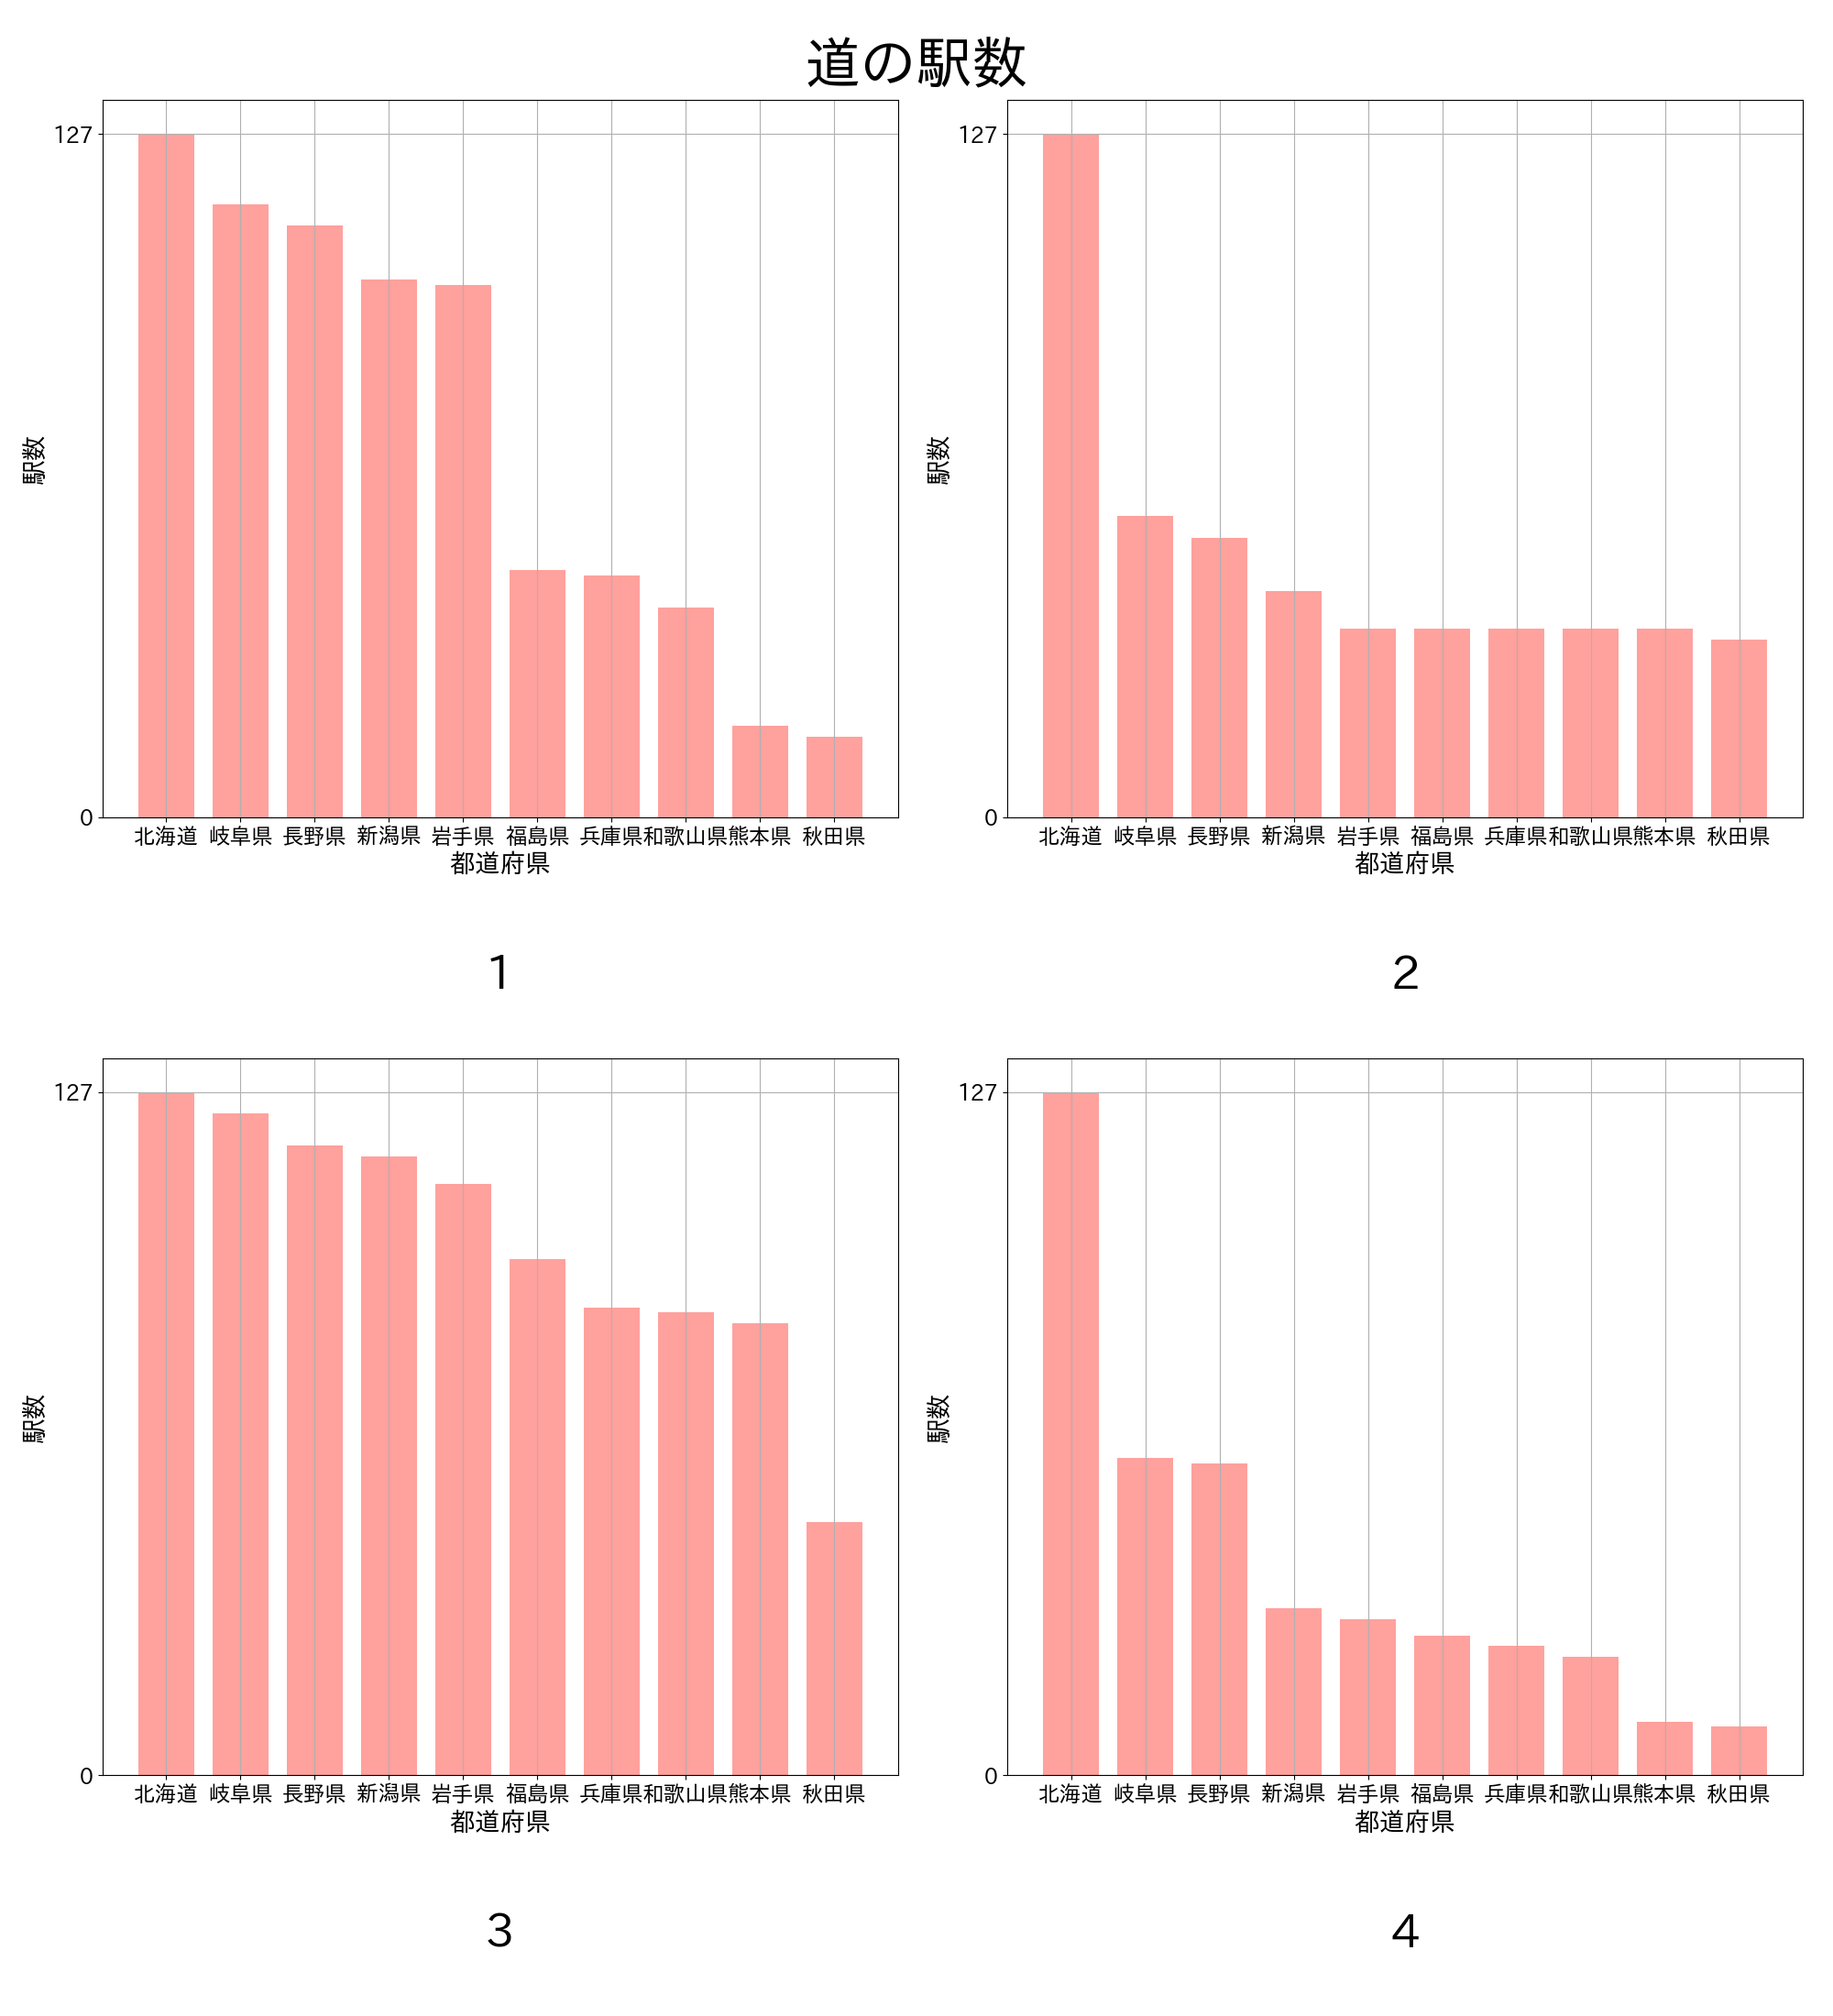 道の駅数
127
0
駅数
北海道 岐阜県 長野県 新潟県 岩手県 福島県 兵庫県 和歌山県 熊本県 秋田県
都道府県
1
127
0
駅数
北海道 岐阜県 長野県 新潟県 岩手県 福島県 兵庫県 和歌山県 熊本県 秋田県
都道府県
2
127
0
駅数
北海道 岐阜県 長野県 新潟県 岩手県 福島県 兵庫県 和歌山県 熊本県 秋田県
都道府県
3
127
0
駅数
北海道 岐阜県 長野県 新潟県 岩手県 福島県 兵庫県 和歌山県 熊本県 秋田県
都道府県
4